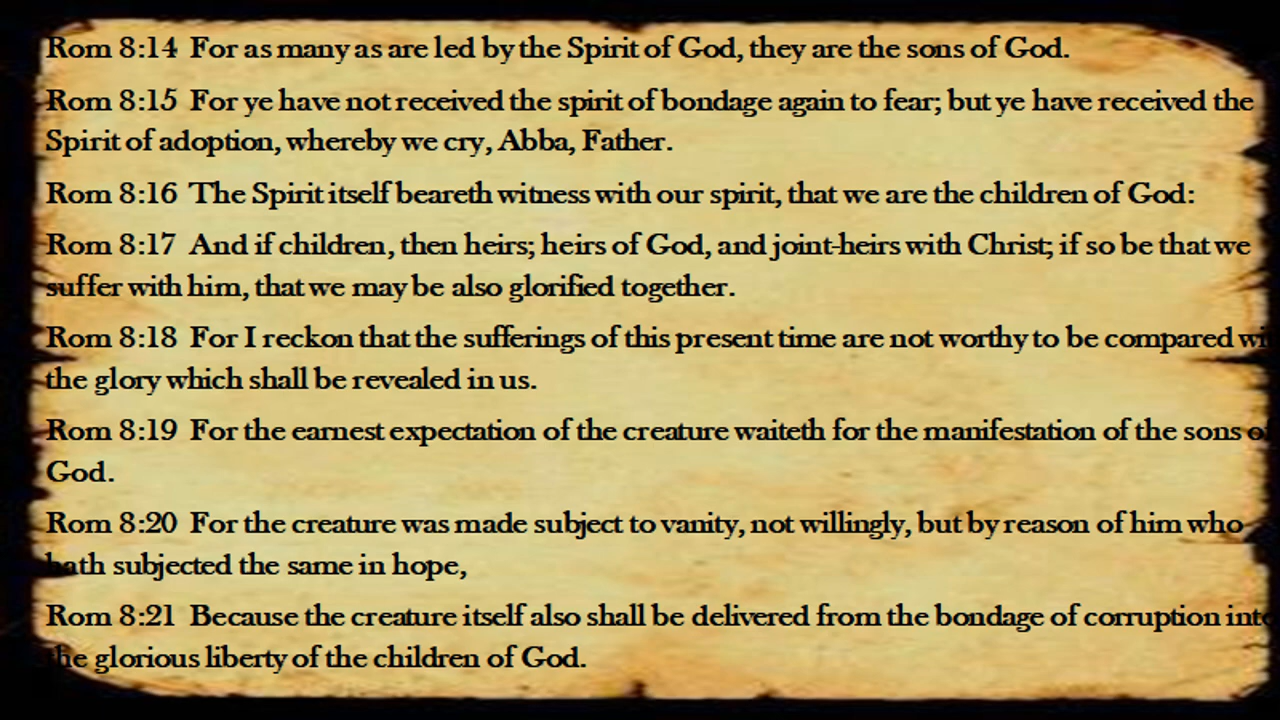 Rom 8:14 For as many as are led by the Spirit of God, they are the sons of God.
Rom 8:15 For ye have not received the spirit of bondage again to fear; but ye have received the
Spirit of adoption, whereby we cry, Abba, Father.
Rom 8:16 The Spirit itself beareth witness with our spirit, that we are the children of God:
Rom 8:17 And if children, then heirs; heirs of God, and joint-heirs with Christ; if so be that we
suffer with him, that we may be also glorified together.
Rom 8:18 For I reckon that the sufferings of this present time are not worthy to be compared wi
the glory which shall be revealed in us.
Rom 8:19 For the earnest expectation of the creature waiteth for the manifestation of the sons of
God.
Rom 8:20 For the creature was made subject to vanity, not willingly, but by reason of him who
hath subjected the same in hope,
Rom 8:21 Because the creature itself also shall be delivered from the bondage of corruption into
the glorious liberty of the children of God.